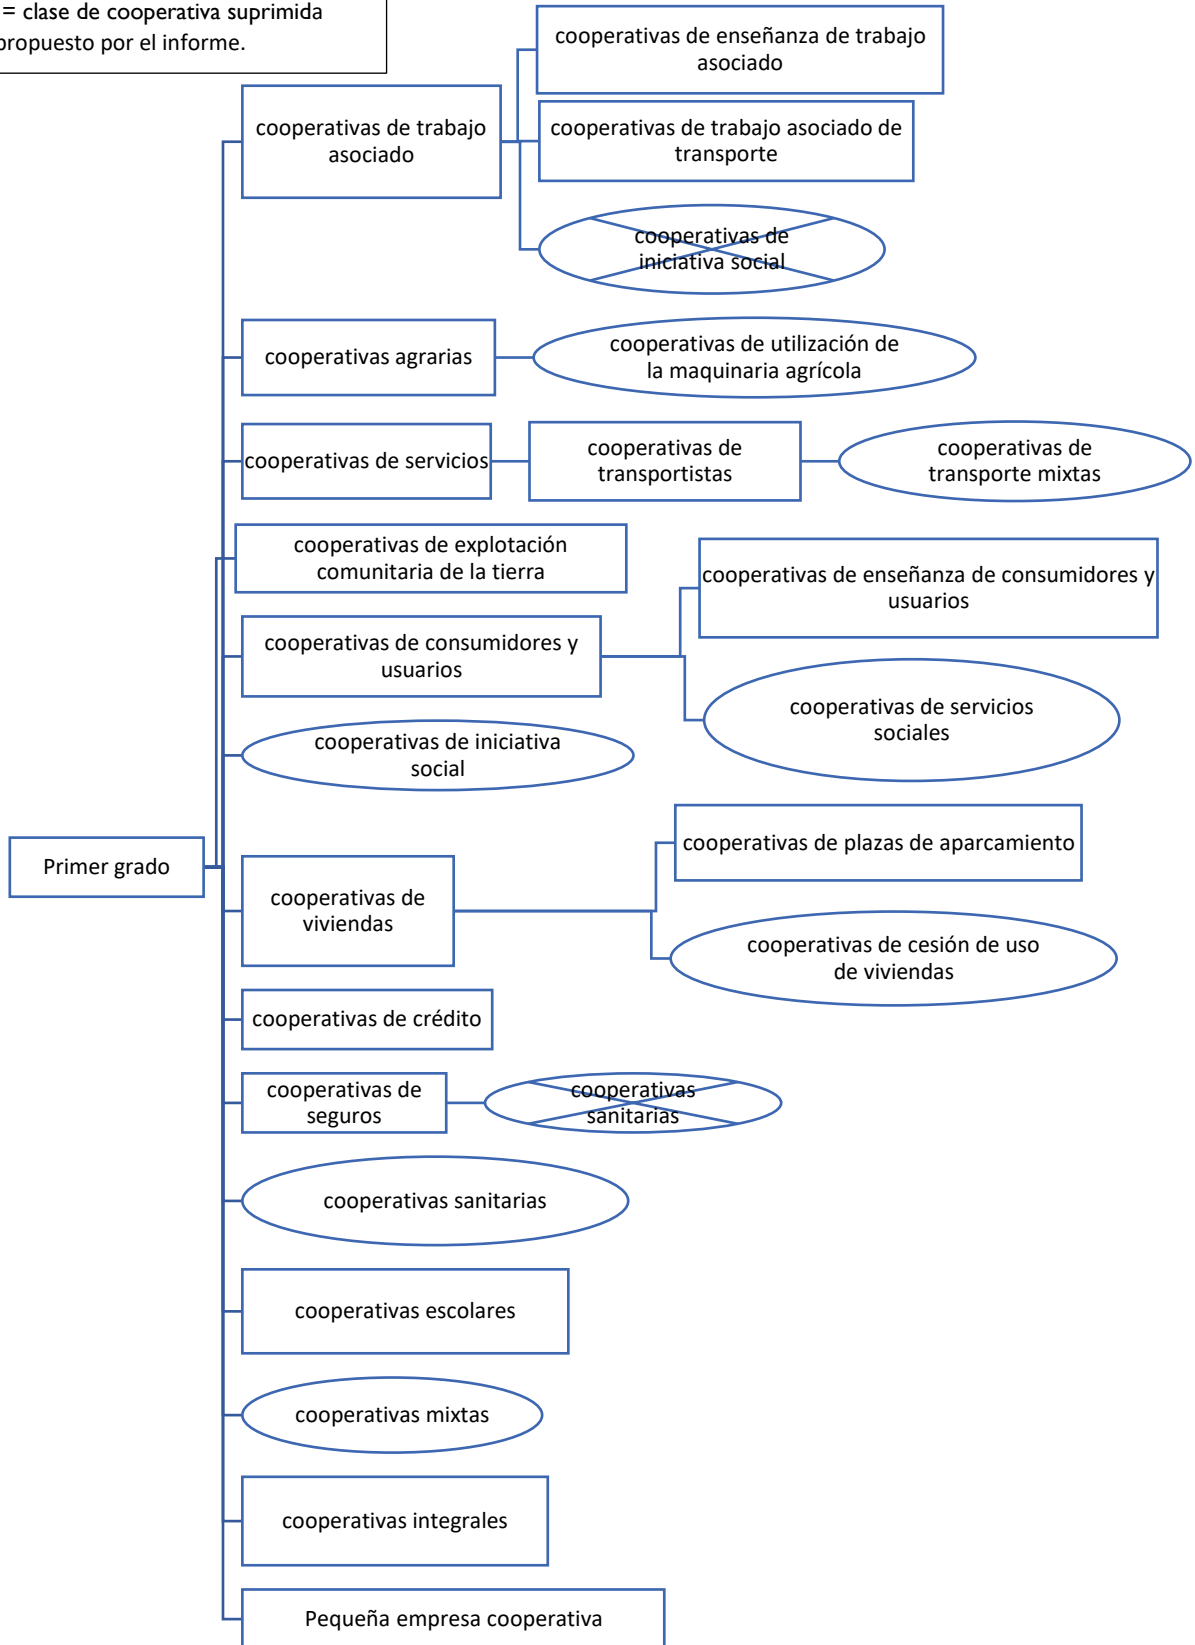 = clase de cooperativa suprimida
propuesto por el informe.
cooperativas de enseñanza de trabajo
asociado
cooperativas de trabajo
asociado
cooperativas de trabajo asociado de
transporte
cooperativas de
iniciativa social
cooperativas agrarias
cooperativas de utilización de
la maquinaria agrícola
cooperativas de servicios
cooperativas de
transportistas
cooperativas de
transporte mixtas
cooperativas de explotación
comunitaria de la tierra
cooperativas de consumidores y
usuarios
cooperativas de enseñanza de consumidores y
usuarios
cooperativas de servicios
sociales
cooperativas de iniciativa
social
Primer grado
cooperativas de
viviendas
cooperativas de plazas de aparcamiento
cooperativas de cesión de uso
de viviendas
cooperativas de crédito
cooperativas de
seguros
cooperativas
sanitarias
cooperativas sanitarias
cooperativas escolares
cooperativas mixtas
cooperativas integrales
Pequeña empresa cooperativa